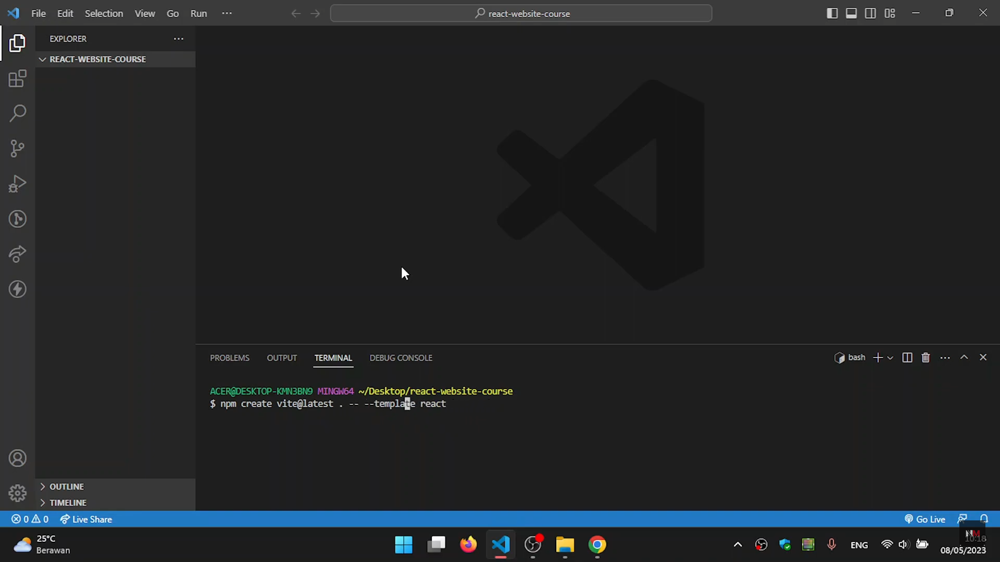 File Edit Selection View Go Run ···
react-website-course
EXPLORER ···
REACT-WEBSITE-COURSE
PROBLEMS OUTPUT TERMINAL DEBUG CONSOLE
bash
ACER@DESKTOP-KMN3BN9 MINGW64 ~/Desktop/react-website-course
$ npm create vite@latest . -- --template react
OUTLINE
TIMELINE
0 0 Live Share
Go Live
25°C
Berawan
ENG
NM
10:18
08/05/2023